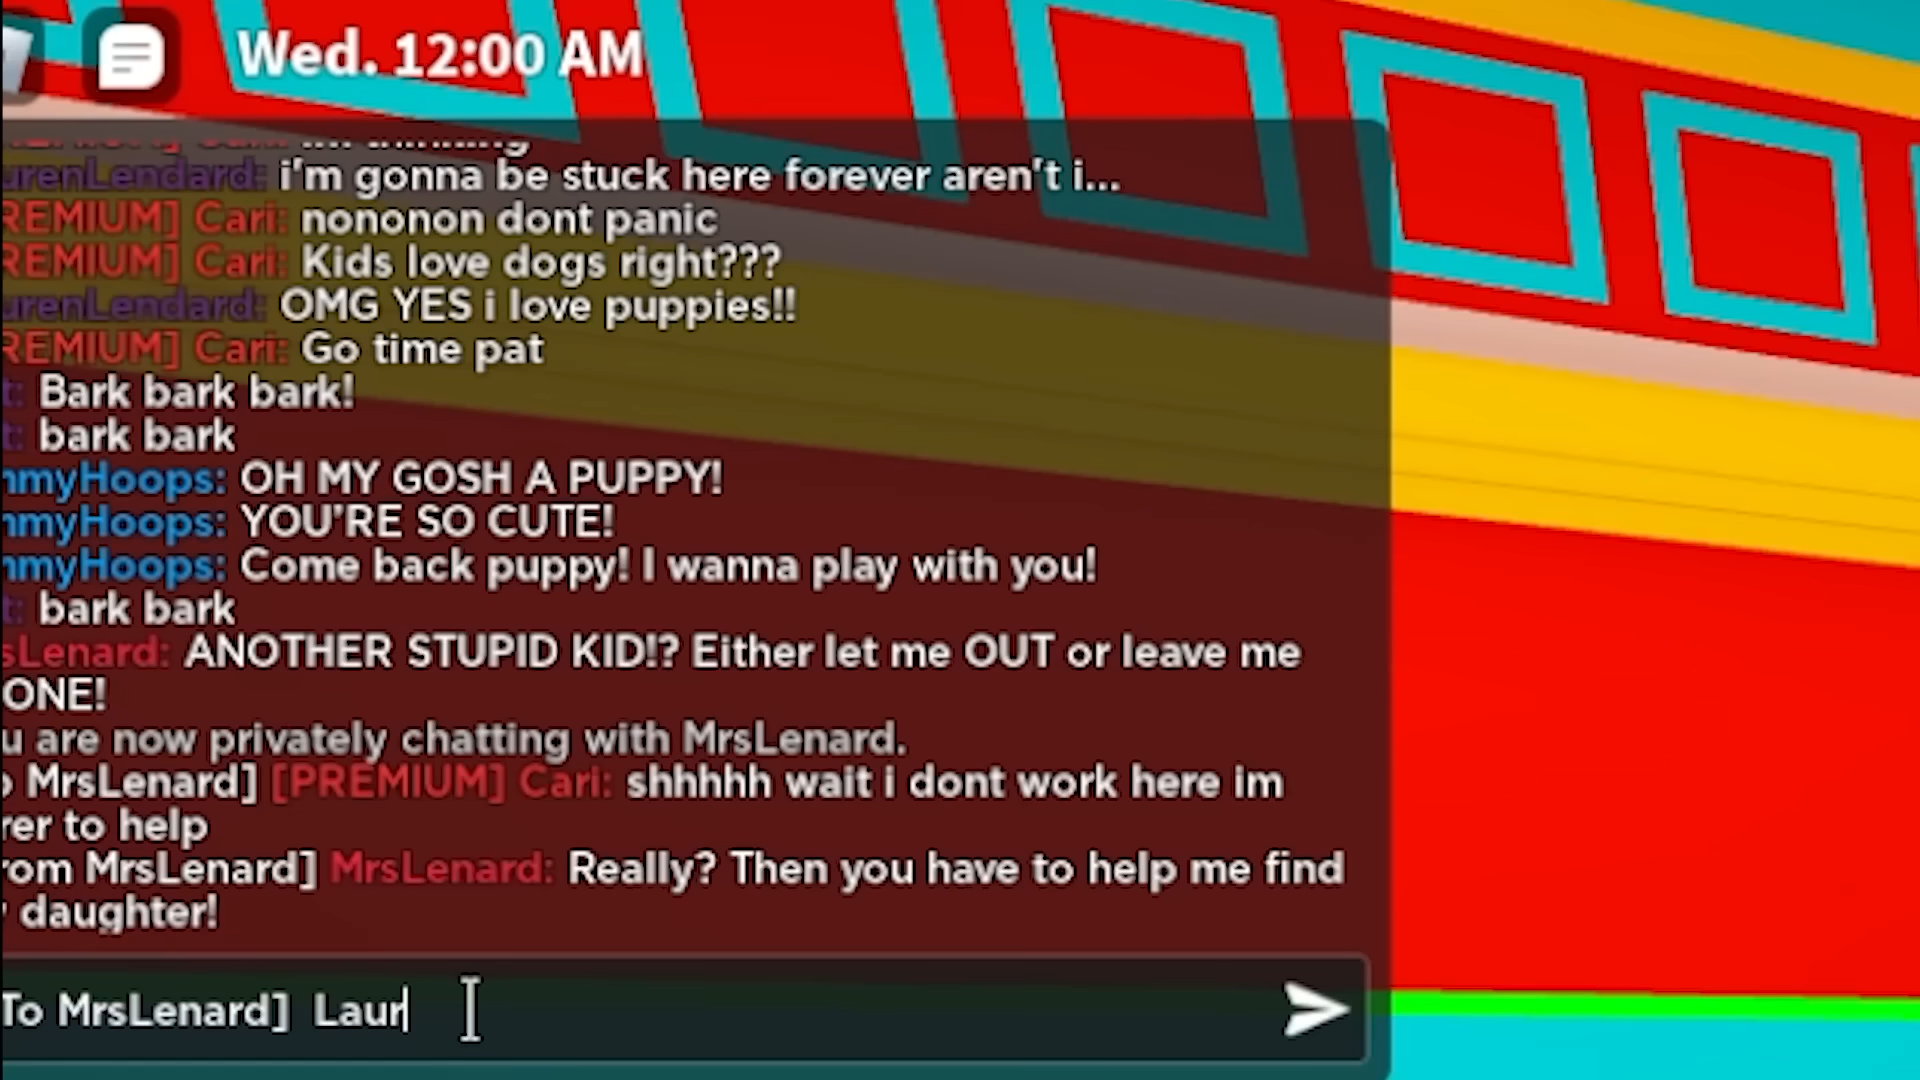 Wed. 12:00 AM
urenLendard: i'm gonna be stuck here forever aren't i...
REMIUM] Cari: nononon dont panic
REMIUM] Cari: Kids love dogs right???
urenLendard: OMG YES i love puppies!!
REMIUM] Cari: Go time pat
t: Bark bark bark!
t: bark bark
mmyHoops: OH MY GOSH A PUPPY!
mmyHoops: YOU'RE SO CUTE!
mmyHoops: Come back puppy! I wanna play with you!
t: bark bark
sLenard: ANOTHER STUPID KID!? Either let me OUT or leave me
ONE!
u are now privately chatting with MrsLenard.
o MrsLenard] [PREMIUM] Cari: shhhhh wait i dont work here im
rer to help
rom MrsLenard] MrsLenard: Really? Then you have to help me find
daughter!
To MrsLenard] Laur